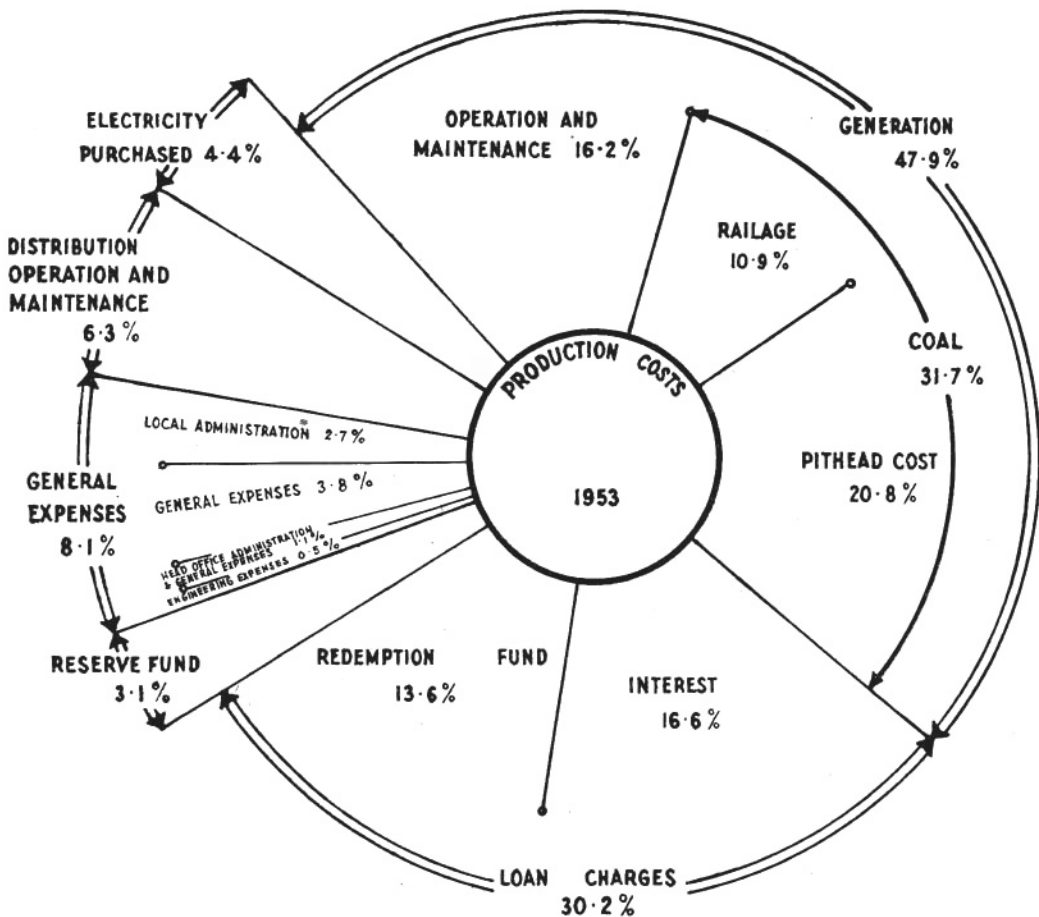 ELECTRICITY
PURCHASED 4·4%
DISTRIBUTION
OPERATION AND
MAINTENANCE
6·3%
GENERAL
EXPENSES
8·1%
RESERVE FUND
3·1%
OPERATION AND
MAINTENANCE 16·2%
GENERATION
47·9%
RAILAGE
10·9%
COAL
31·7%
PITHEAD COST
20·8%
PRODUCTION COSTS
1953
LOCAL ADMINISTRATION 2·7%
GENERAL EXPENSES 3·8%
HEAD OFFICE ADMINISTRATION
& GENERAL EXPENSES 1·1%
ENGINEERING EXPENSES 0·5%
REDEMPTION FUND
13·6%
INTEREST
16·6%
LOAN CHARGES
30·2%